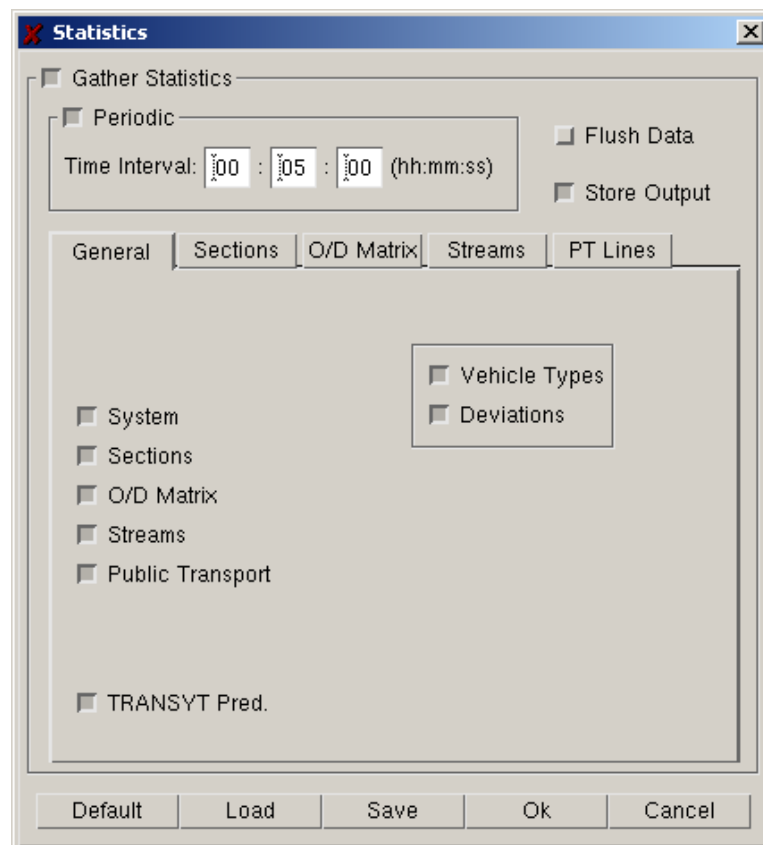 Statistics
Gather Statistics
Periodic
Time Interval: 00 : 05 : 00 (hh:mm:ss)
Flush Data
Store Output
General Sections O/D Matrix Streams PT Lines
Vehicle Types
Deviations
System
Sections
O/D Matrix
Streams
Public Transport
TRANSYT Pred.
Default Load Save Ok Cancel